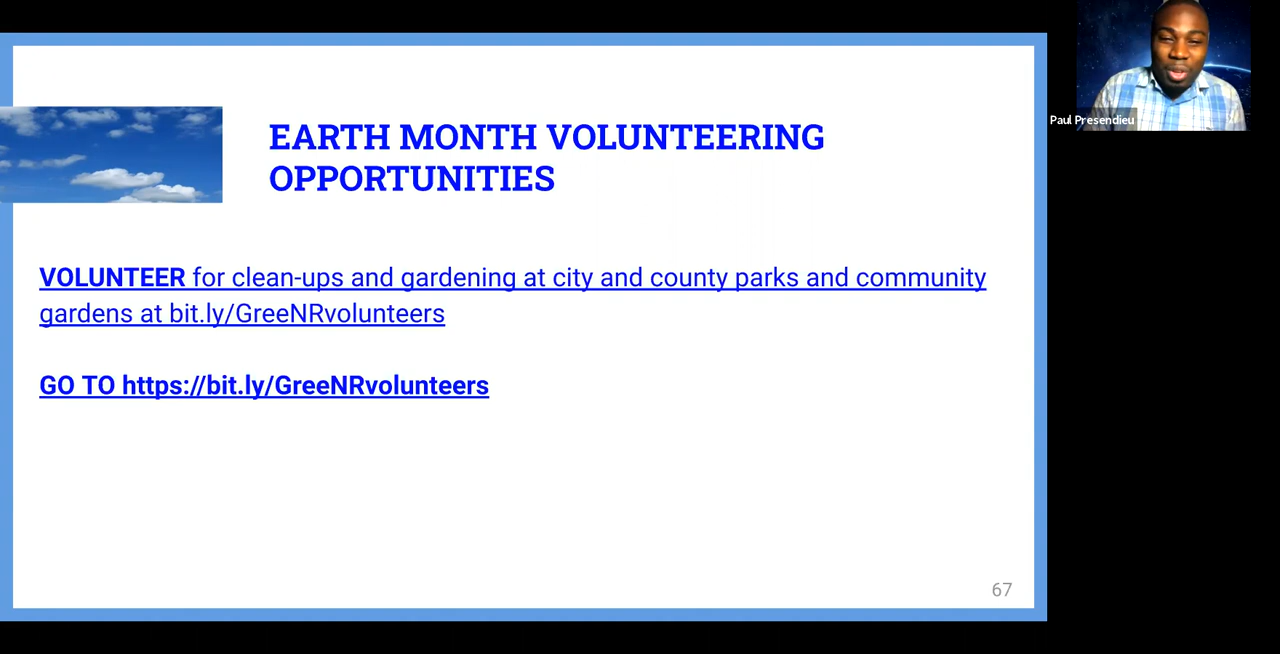 EARTH MONTH VOLUNTEERING
OPPORTUNITIES
VOLUNTEER for clean-ups and gardening at city and county parks and community
gardens at bit.ly/GreeNRvolunteers
GO TO https://bit.ly/GreeNRvolunteers
67
Paul Presendieu